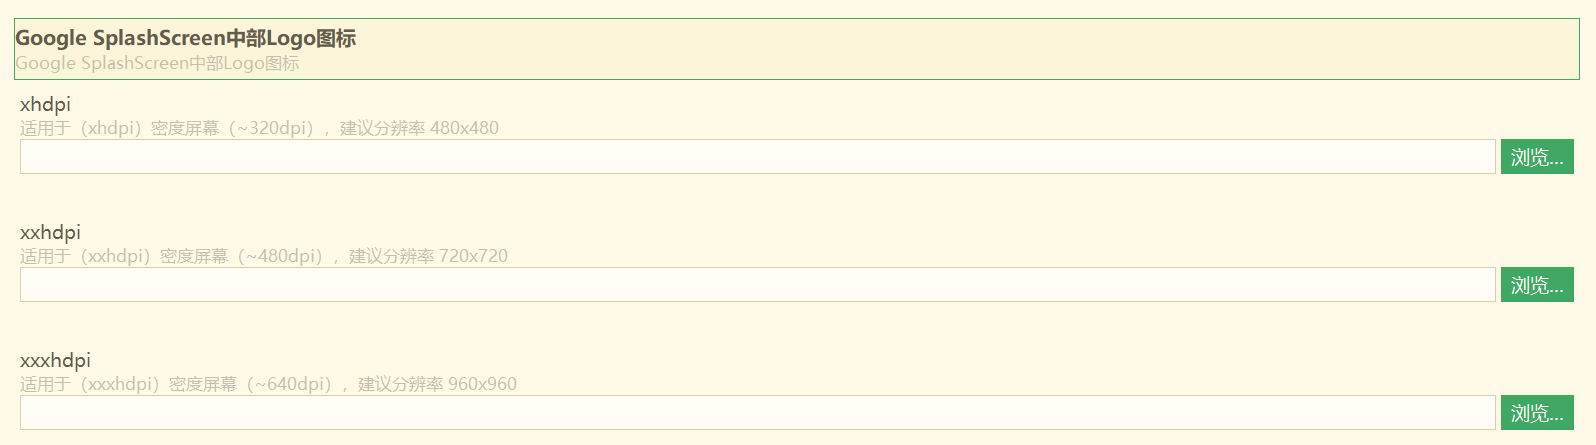 Google SplashScreen中部Logo图标
Google SplashScreen中部Logo图标
xhdpi
适用于（xhdpi）密度屏幕（~320dpi），建议分辨率 480x480
浏览...
xxhdpi
适用于（xxhdpi）密度屏幕（~480dpi），建议分辨率 720x720
浏览...
xxxhdpi
适用于（xxxhdpi）密度屏幕（~640dpi），建议分辨率 960x960
浏览...